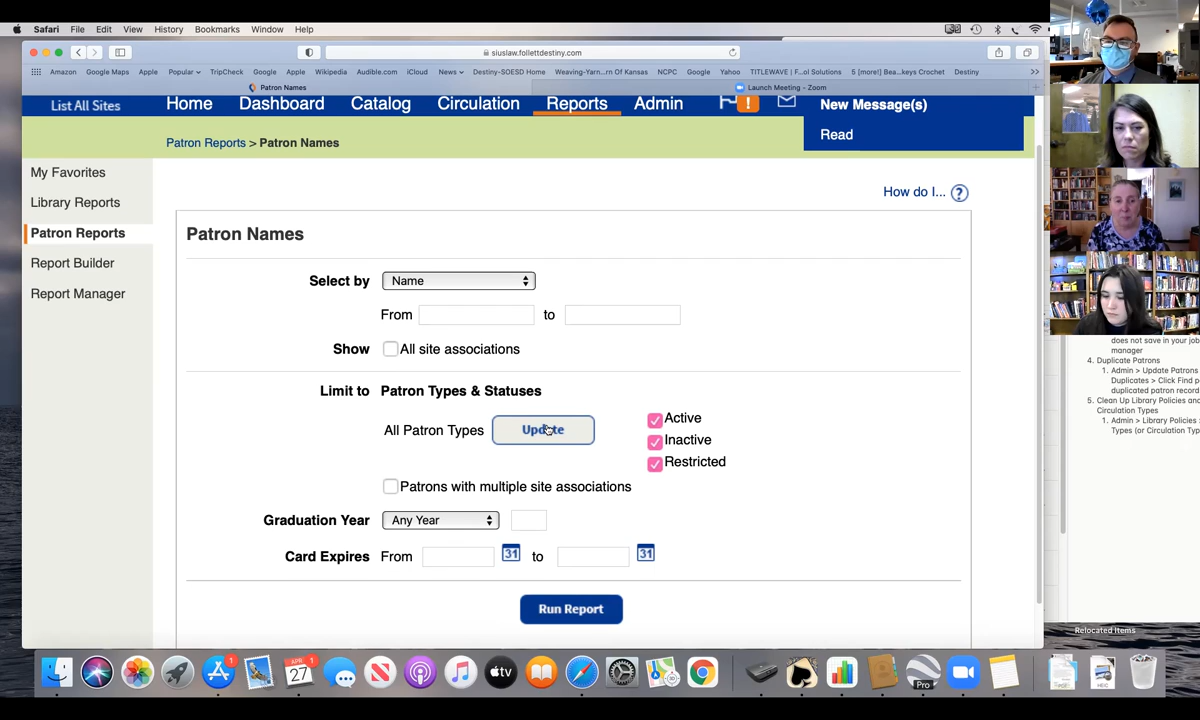 Safari File Edit View History Bookmarks Window Help
siuslaw.follettdestiny.com
Amazon Google Maps Apple Popular TripCheck Google Apple Wikipedia Audible.com iCloud News Destiny-SOESD Home Weaving-Yarn...rn Of Kansas NCPC Google Yahoo TITLEWAVE | F...ol Solutions 5 [more!] Bea...keys Crochet Destiny >>
Patron Names Launch Meeting - Zoom
List All Sites Home Dashboard Catalog Circulation Reports Admin ! New Message(s)
Read
Patron Reports > Patron Names
My Favorites
Library Reports
Patron Reports
Report Builder
Report Manager
How do I... ?
Patron Names
Select by Name
From to
Show All site associations
Limit to Patron Types & Statuses
All Patron Types Update
Active
Inactive
Restricted
Patrons with multiple site associations
Graduation Year Any Year
Card Expires From 31 to 31
Run Report
does not save in your job
manager
4. Duplicate Patrons
1. Admin > Update Patrons
Duplicates > Click Find p
duplicated patron record
5. Clean Up Library Policies and
Circulation Types
1. Admin > Library Policies >
Types (or Circulation Typ
Relocated Items
1
APR 1
27
tv
Pro